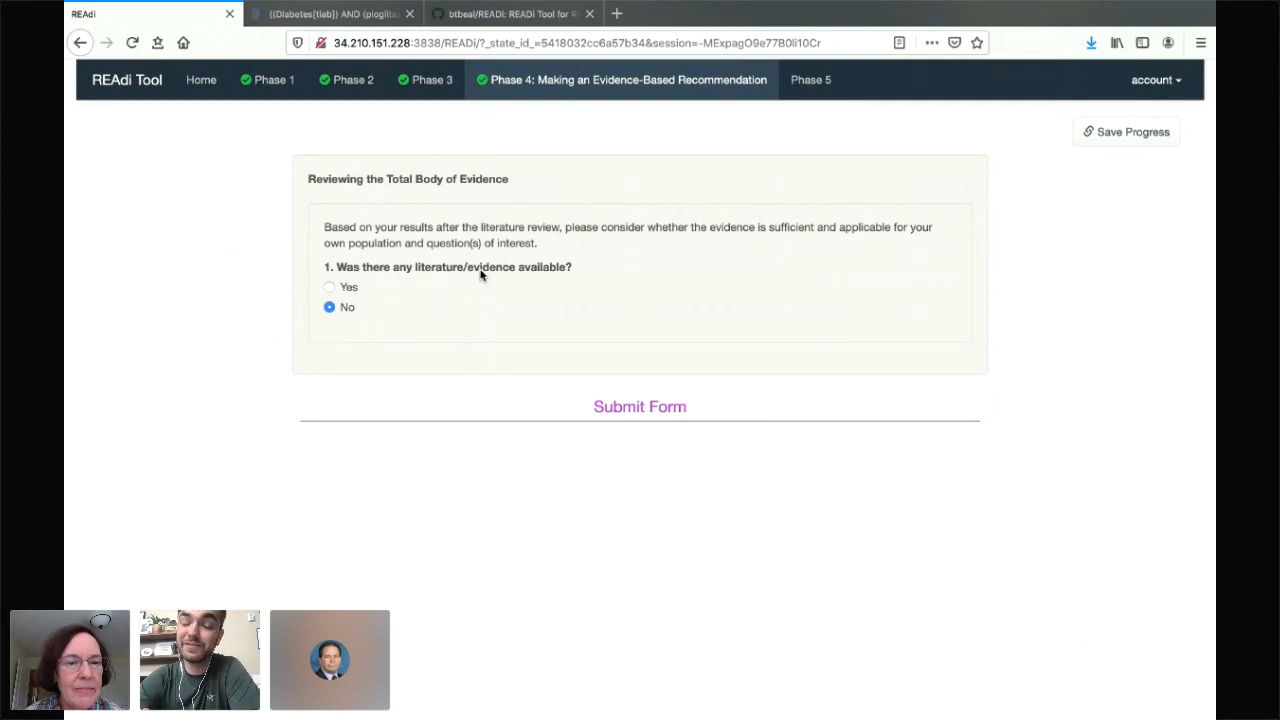 REAdi
((Diabetes[tiab]) AND (pioglita
btbeal/READi: READi Tool for R
34.210.151.228:3838/READi/?_state_id_=5418032cc6a57b34&session=-MExpagO9e77B0li10Cr
REAdi Tool
Home
Phase 1
Phase 2
Phase 3
Phase 4: Making an Evidence-Based Recommendation
Phase 5
account
Save Progress
Reviewing the Total Body of Evidence
Based on your results after the literature review, please consider whether the evidence is sufficient and applicable for your
own population and question(s) of interest.
1. Was there any literature/evidence available?
Yes
No
Submit Form